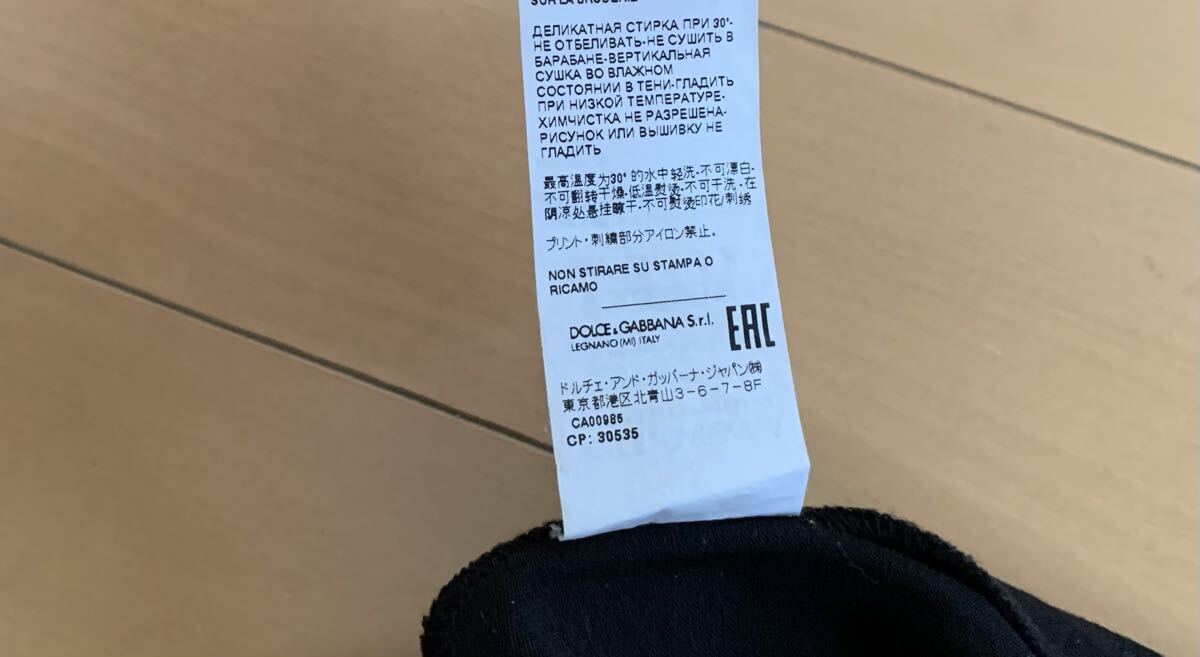 SUR LA BRODERIE
ДЕЛИКАТНАЯ СТИРКА ПРИ 30°-
НЕ ОТБЕЛИВАТЬ-НЕ СУШИТЬ В
БАРАБАНЕ-ВЕРТИКАЛЬНАЯ
СУШКА ВО ВЛАЖНОМ
СОСТОЯНИИ В ТЕНИ-ГЛАДИТЬ
ПРИ НИЗКОЙ ТЕМПЕРАТУРЕ-
ХИМЧИСТКА НЕ РАЗРЕШЕНА-
РИСУНОК ИЛИ ВЫШИВКУ НЕ
ГЛАДИТЬ
最高温度为30° 的水中轻洗-不可漂白-
不可翻转干燥-低温熨烫-不可干洗-在
阴凉处悬挂晾干-不可熨烫印花/刺绣
プリント・刺繍部分アイロン禁止。
NON STIRARE SU STAMPA O
RICAMO
DOLCE&GABBANA S.r.l.
LEGNANO (MI) ITALY
EAC
ドルチェ・アンド・ガッバーナ・ジャパン㈱
東京都港区北青山3-6-7-8F
CA00985
CP: 30535